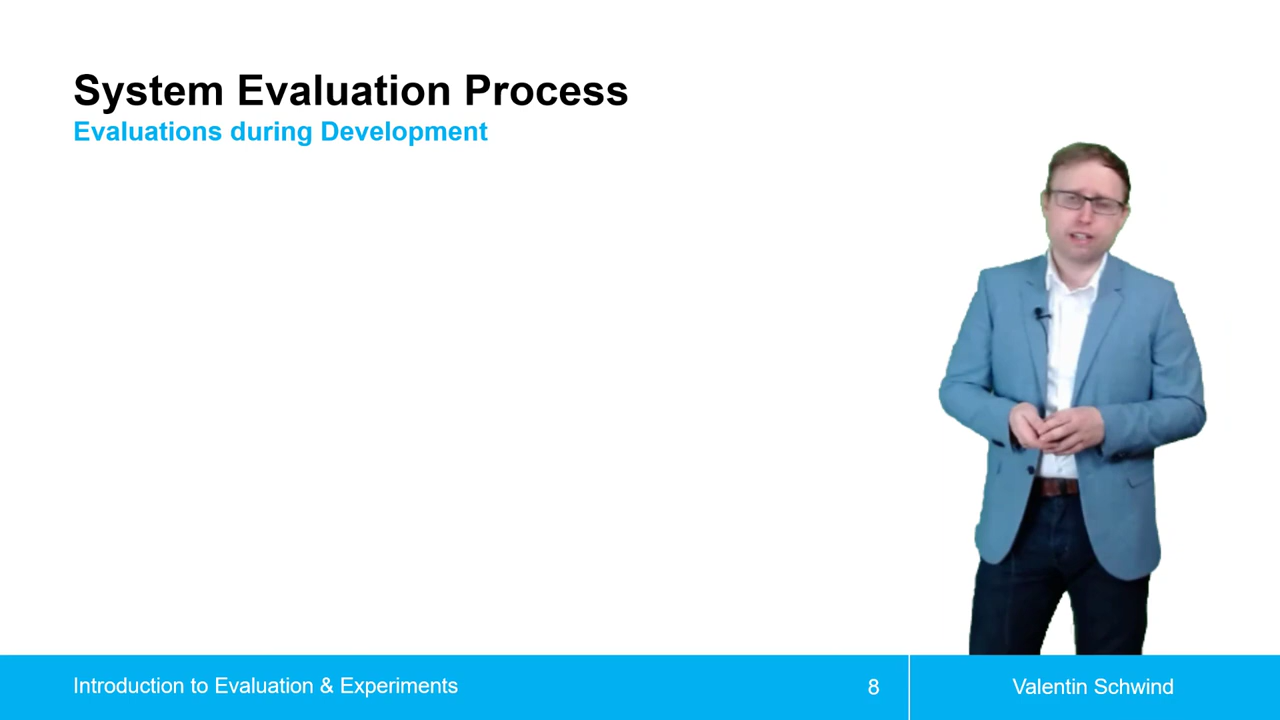 System Evaluation Process
Evaluations during Development
Introduction to Evaluation & Experiments
8
Valentin Schwind